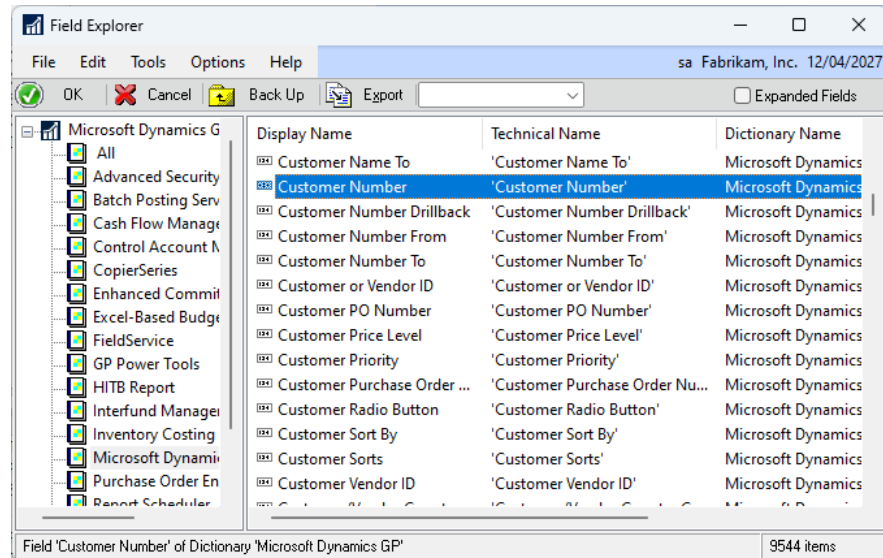 Field Explorer
File Edit Tools Options Help sa Fabrikam, Inc. 12/04/2027
OK Cancel Back Up Export Expanded Fields
Microsoft Dynamics G
All
Advanced Security
Batch Posting Serv
Cash Flow Manage
Control Account M
CopierSeries
Enhanced Commit
Excel-Based Budge
FieldService
GP Power Tools
HITB Report
Interfund Manager
Inventory Costing
Microsoft Dynami
Purchase Order En
Report Scheduler
Display Name Technical Name Dictionary Name
Customer Name To 'Customer Name To' Microsoft Dynamics
Customer Number 'Customer Number' Microsoft Dynamics
Customer Number Drillback 'Customer Number Drillback' Microsoft Dynamics
Customer Number From 'Customer Number From' Microsoft Dynamics
Customer Number To 'Customer Number To' Microsoft Dynamics
Customer or Vendor ID 'Customer or Vendor ID' Microsoft Dynamics
Customer PO Number 'Customer PO Number' Microsoft Dynamics
Customer Price Level 'Customer Price Level' Microsoft Dynamics
Customer Priority 'Customer Priority' Microsoft Dynamics
Customer Purchase Order ... 'Customer Purchase Order Nu... Microsoft Dynamics
Customer Radio Button 'Customer Radio Button' Microsoft Dynamics
Customer Sort By 'Customer Sort By' Microsoft Dynamics
Customer Sorts 'Customer Sorts' Microsoft Dynamics
Customer Vendor ID 'Customer Vendor ID' Microsoft Dynamics
Field 'Customer Number' of Dictionary 'Microsoft Dynamics GP' 9544 items